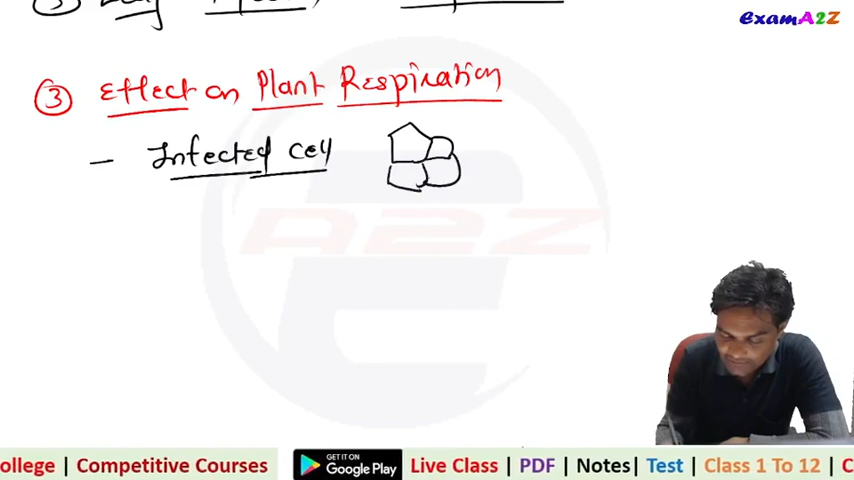 ExamA2Z
③ Effect on Plant Respiration
- Infected cell
A2Z
ollege | Competitive Courses GET IT ON Google Play Live Class | PDF | Notes| Test | Class 1 To 12 | C